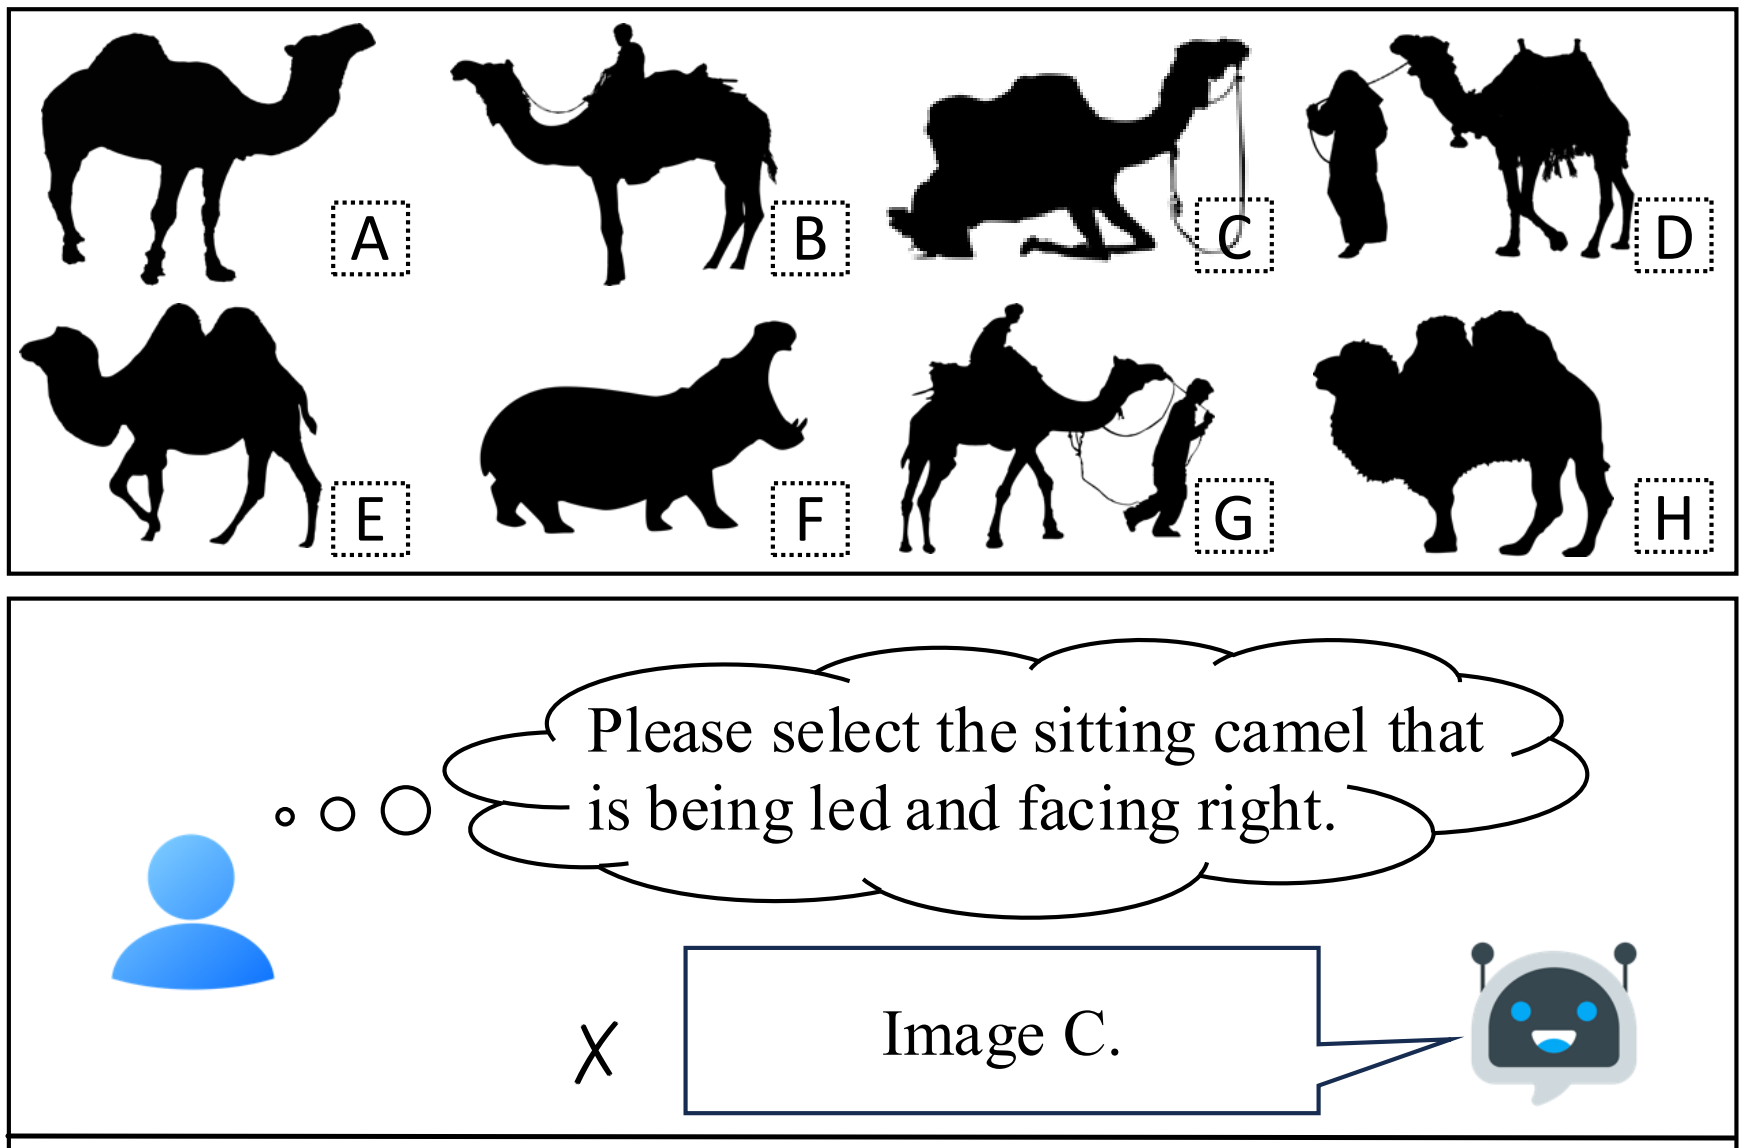 A
B
C
D
E
F
G
H
Please select the sitting camel that
is being led and facing right.
✗
Image C.